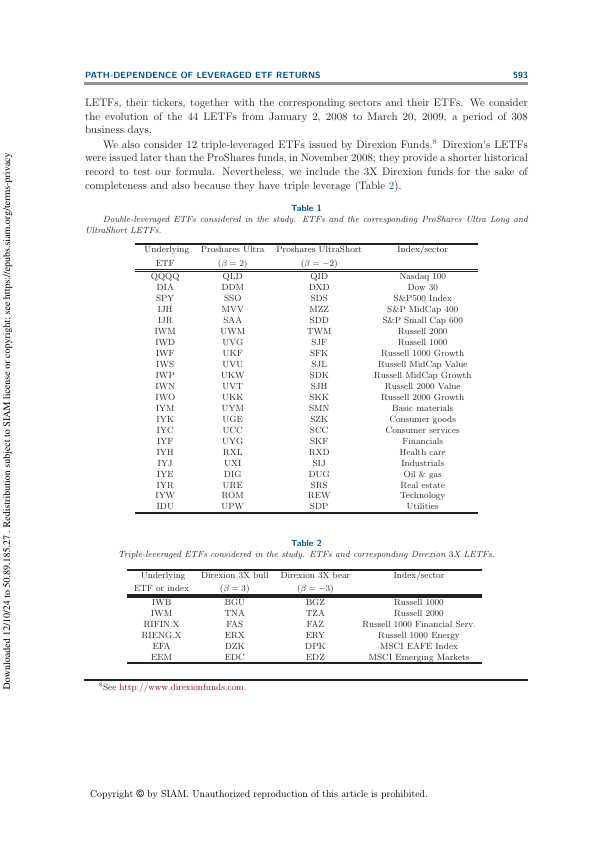 PATH-DEPENDENCE OF LEVERAGED ETF RETURNS 593
LETFs, their tickers, together with the corresponding sectors and their ETFs. We consider
the evolution of the 44 LETFs from January 2, 2008 to March 20, 2009, a period of 308
business days.
We also consider 12 triple-leveraged ETFs issued by Direxion Funds.8 Direxion's LETFs
were issued later than the ProShares funds, in November 2008; they provide a shorter historical
record to test our formula. Nevertheless, we include the 3X Direxion funds for the sake of
completeness and also because they have triple leverage (Table 2).
Table 1
Double-leveraged ETFs considered in the study. ETFs and the corresponding ProShares Ultra Long and
UltraShort LETFs.
Underlying Proshares Ultra Proshares UltraShort Index/sector
ETF (β = 2) (β = −2)
QQQQ QLD QID Nasdaq 100
DIA DDM DXD Dow 30
SPY SSO SDS S&P500 Index
IJH MVV MZZ S&P MidCap 400
IJR SAA SDD S&P Small Cap 600
IWM UWM TWM Russell 2000
IWD UVG SJF Russell 1000
IWF UKF SFK Russell 1000 Growth
IWS UVU SJL Russell MidCap Value
IWP UKW SDK Russell MidCap Growth
IWN UVT SJH Russell 2000 Value
IWO UKK SKK Russell 2000 Growth
IYM UYM SMN Basic materials
IYK UGE SZK Consumer goods
IYC UCC SCC Consumer services
IYF UYG SKF Financials
IYH RXL RXD Health care
IYJ UXI SIJ Industrials
IYE DIG DUG Oil & gas
IYR URE SRS Real estate
IYW ROM REW Technology
IDU UPW SDP Utilities
Table 2
Triple-leveraged ETFs considered in the study. ETFs and corresponding Direxion 3X LETFs.
Underlying Direxion 3X bull Direxion 3X bear Index/sector
ETF or index (β = 3) (β = −3)
IWB BGU BGZ Russell 1000
IWM TNA TZA Russell 2000
RIFIN.X FAS FAZ Russell 1000 Financial Serv.
RIENG.X ERX ERY Russell 1000 Energy
EFA DZK DPK MSCI EAFE Index
EEM EDC EDZ MSCI Emerging Markets
8See http://www.direxionfunds.com.
Copyright © by SIAM. Unauthorized reproduction of this article is prohibited.
Downloaded 12/10/24 to 50.89.185.27 . Redistribution subject to SIAM license or copyright; see https://epubs.siam.org/terms-privacy